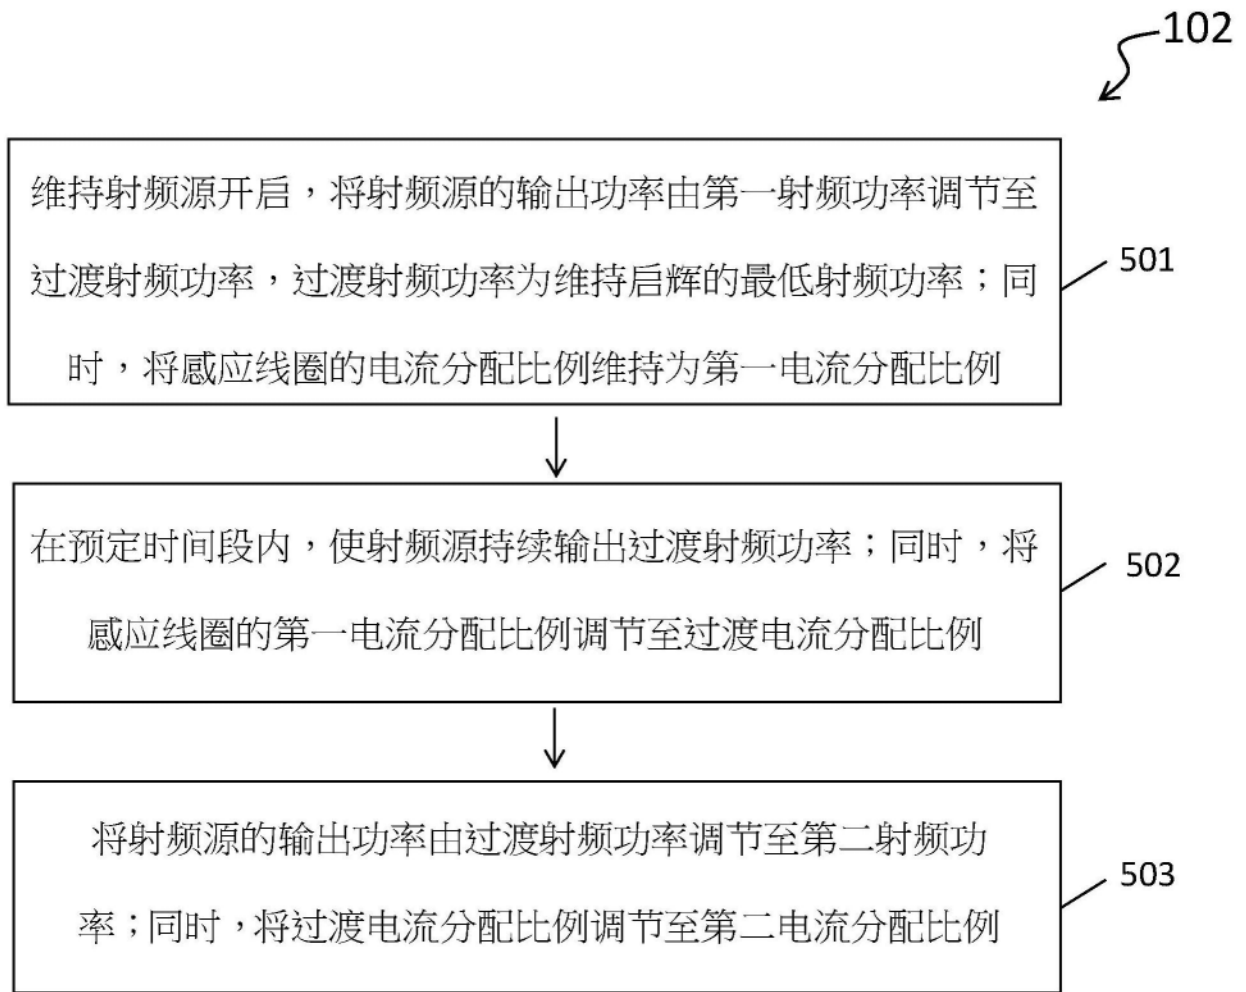 102
维持射频源开启，将射频源的输出功率由第一射频功率调节至
过渡射频功率，过渡射频功率为维持启辉的最低射频功率；同
时，将感应线圈的电流分配比例维持为第一电流分配比例
501
在预定时间段内，使射频源持续输出过渡射频功率；同时，将
感应线圈的第一电流分配比例调节至过渡电流分配比例
502
将射频源的输出功率由过渡射频功率调节至第二射频功
率；同时，将过渡电流分配比例调节至第二电流分配比例
503